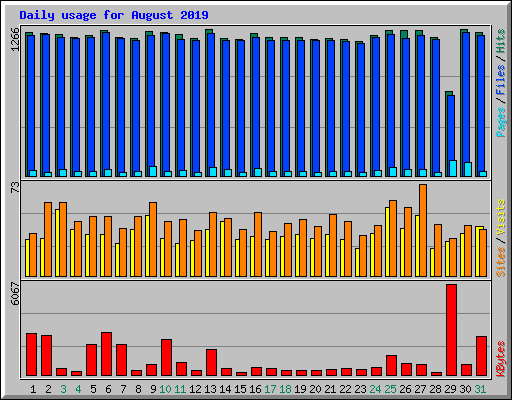 Daily usage for August 2019
1266
Pages / Files / Hits
73
Sites / Visits
6067
KBytes
1 2 3 4 5 6 7 8 9 10 11 12 13 14 15 16 17 18 19 20 21 22 23 24 25 26 27 28 29 30 31